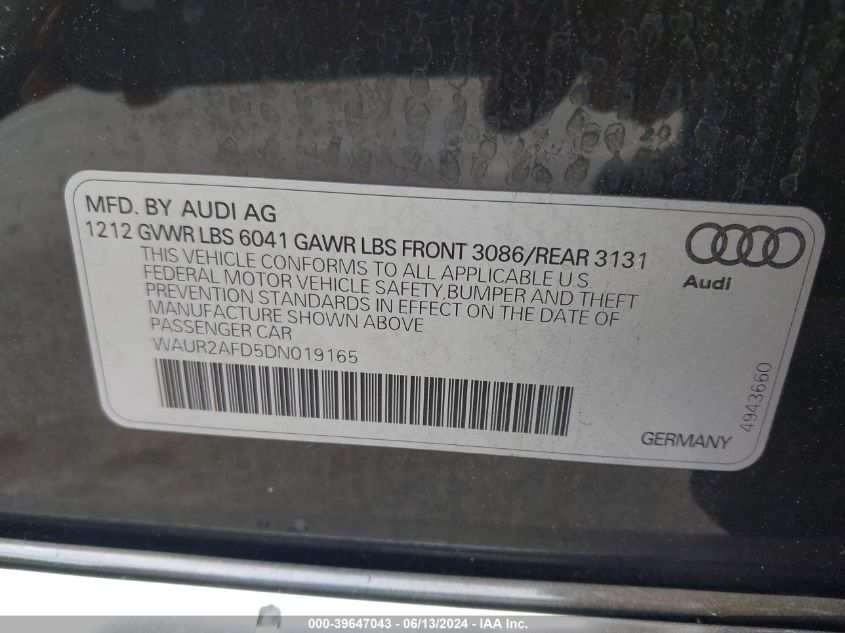 MFD. BY AUDI AG
1212 GVWR LBS 6041 GAWR LBS FRONT 3086/REAR 3131
THIS VEHICLE CONFORMS TO ALL APPLICABLE U S
FEDERAL MOTOR VEHICLE SAFETY,BUMPER AND THEFT
PREVENTION STANDARDS IN EFFECT ON THE DATE OF
MANUFACTURE SHOWN ABOVE
PASSENGER CAR
WAUR2AFD5DN019165
Audi
4943660
GERMANY
000-39647043 - 06/13/2024 - IAA Inc.